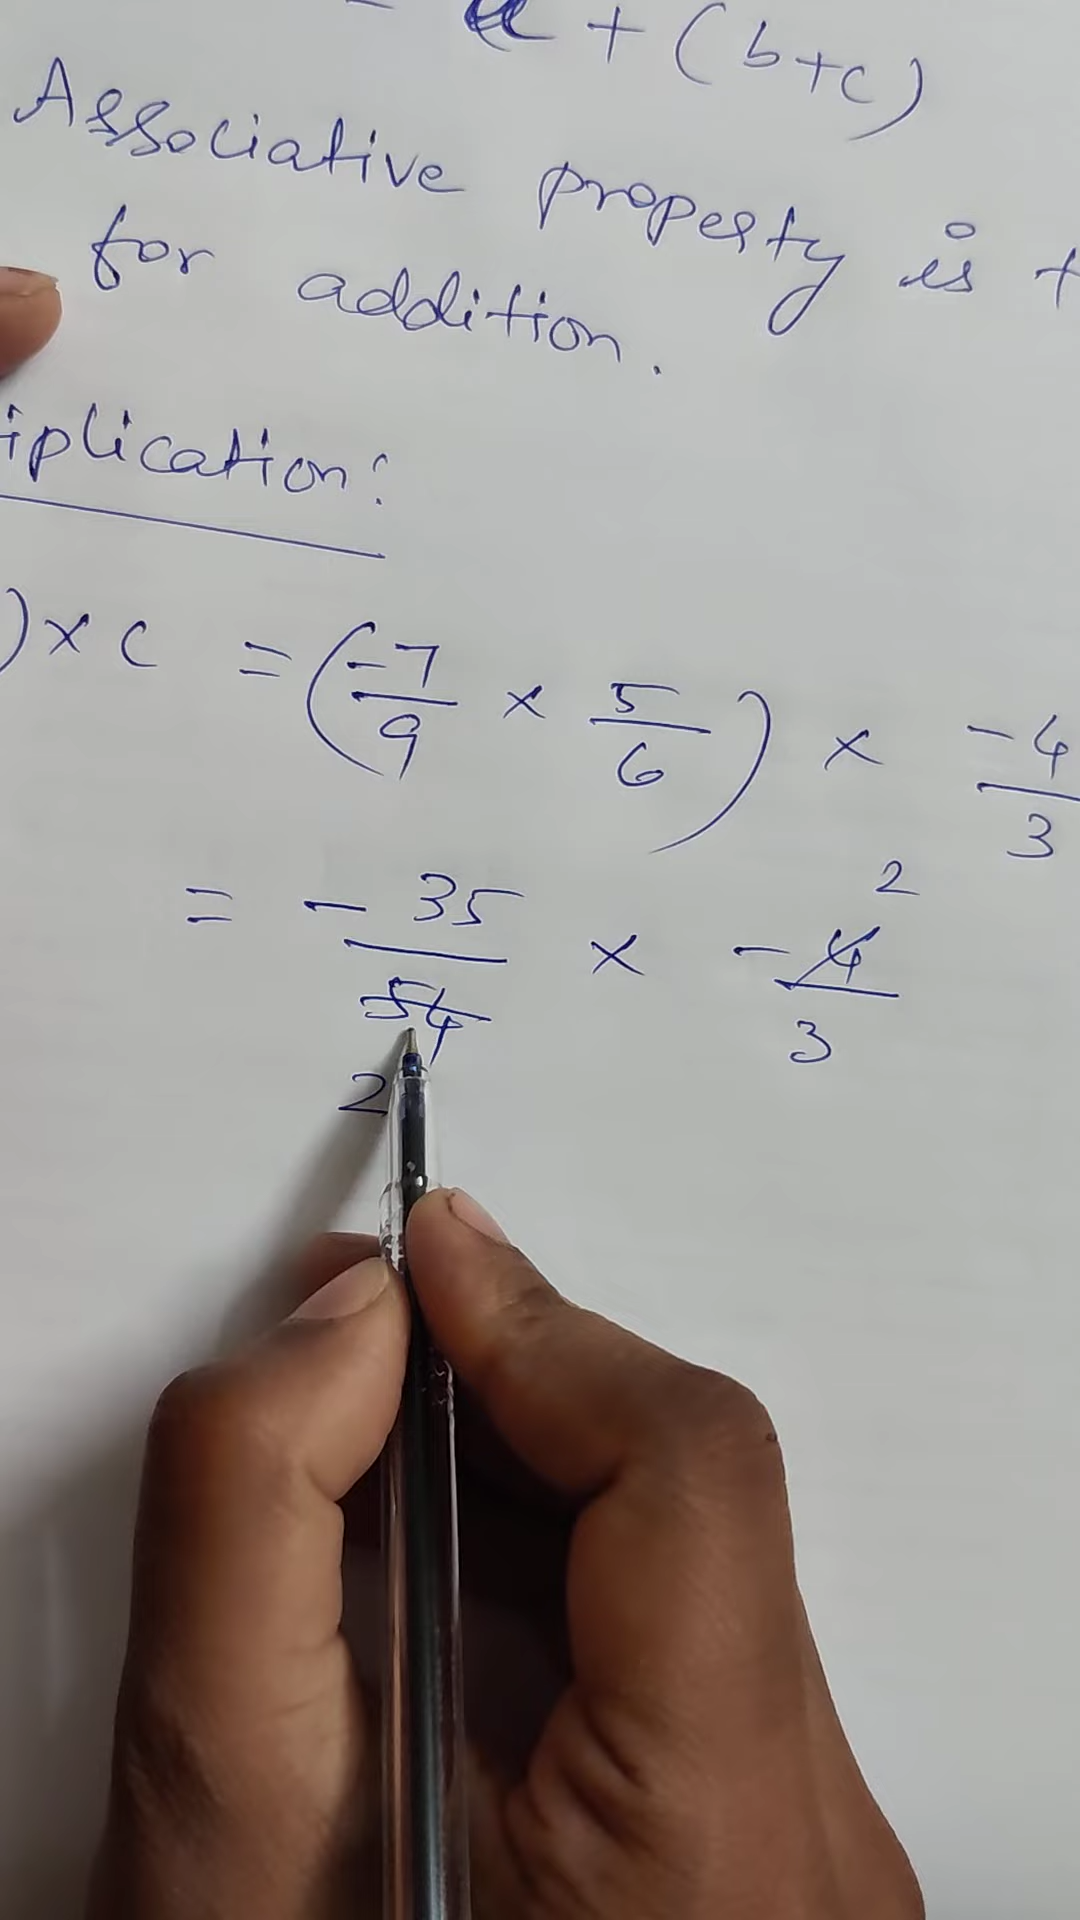 = a + (b+c)
Associative property is t
for addition.
iplication:
) × c = (-7/9 × 5/6) × -4/3
2
= -35/54 × -4/3
2